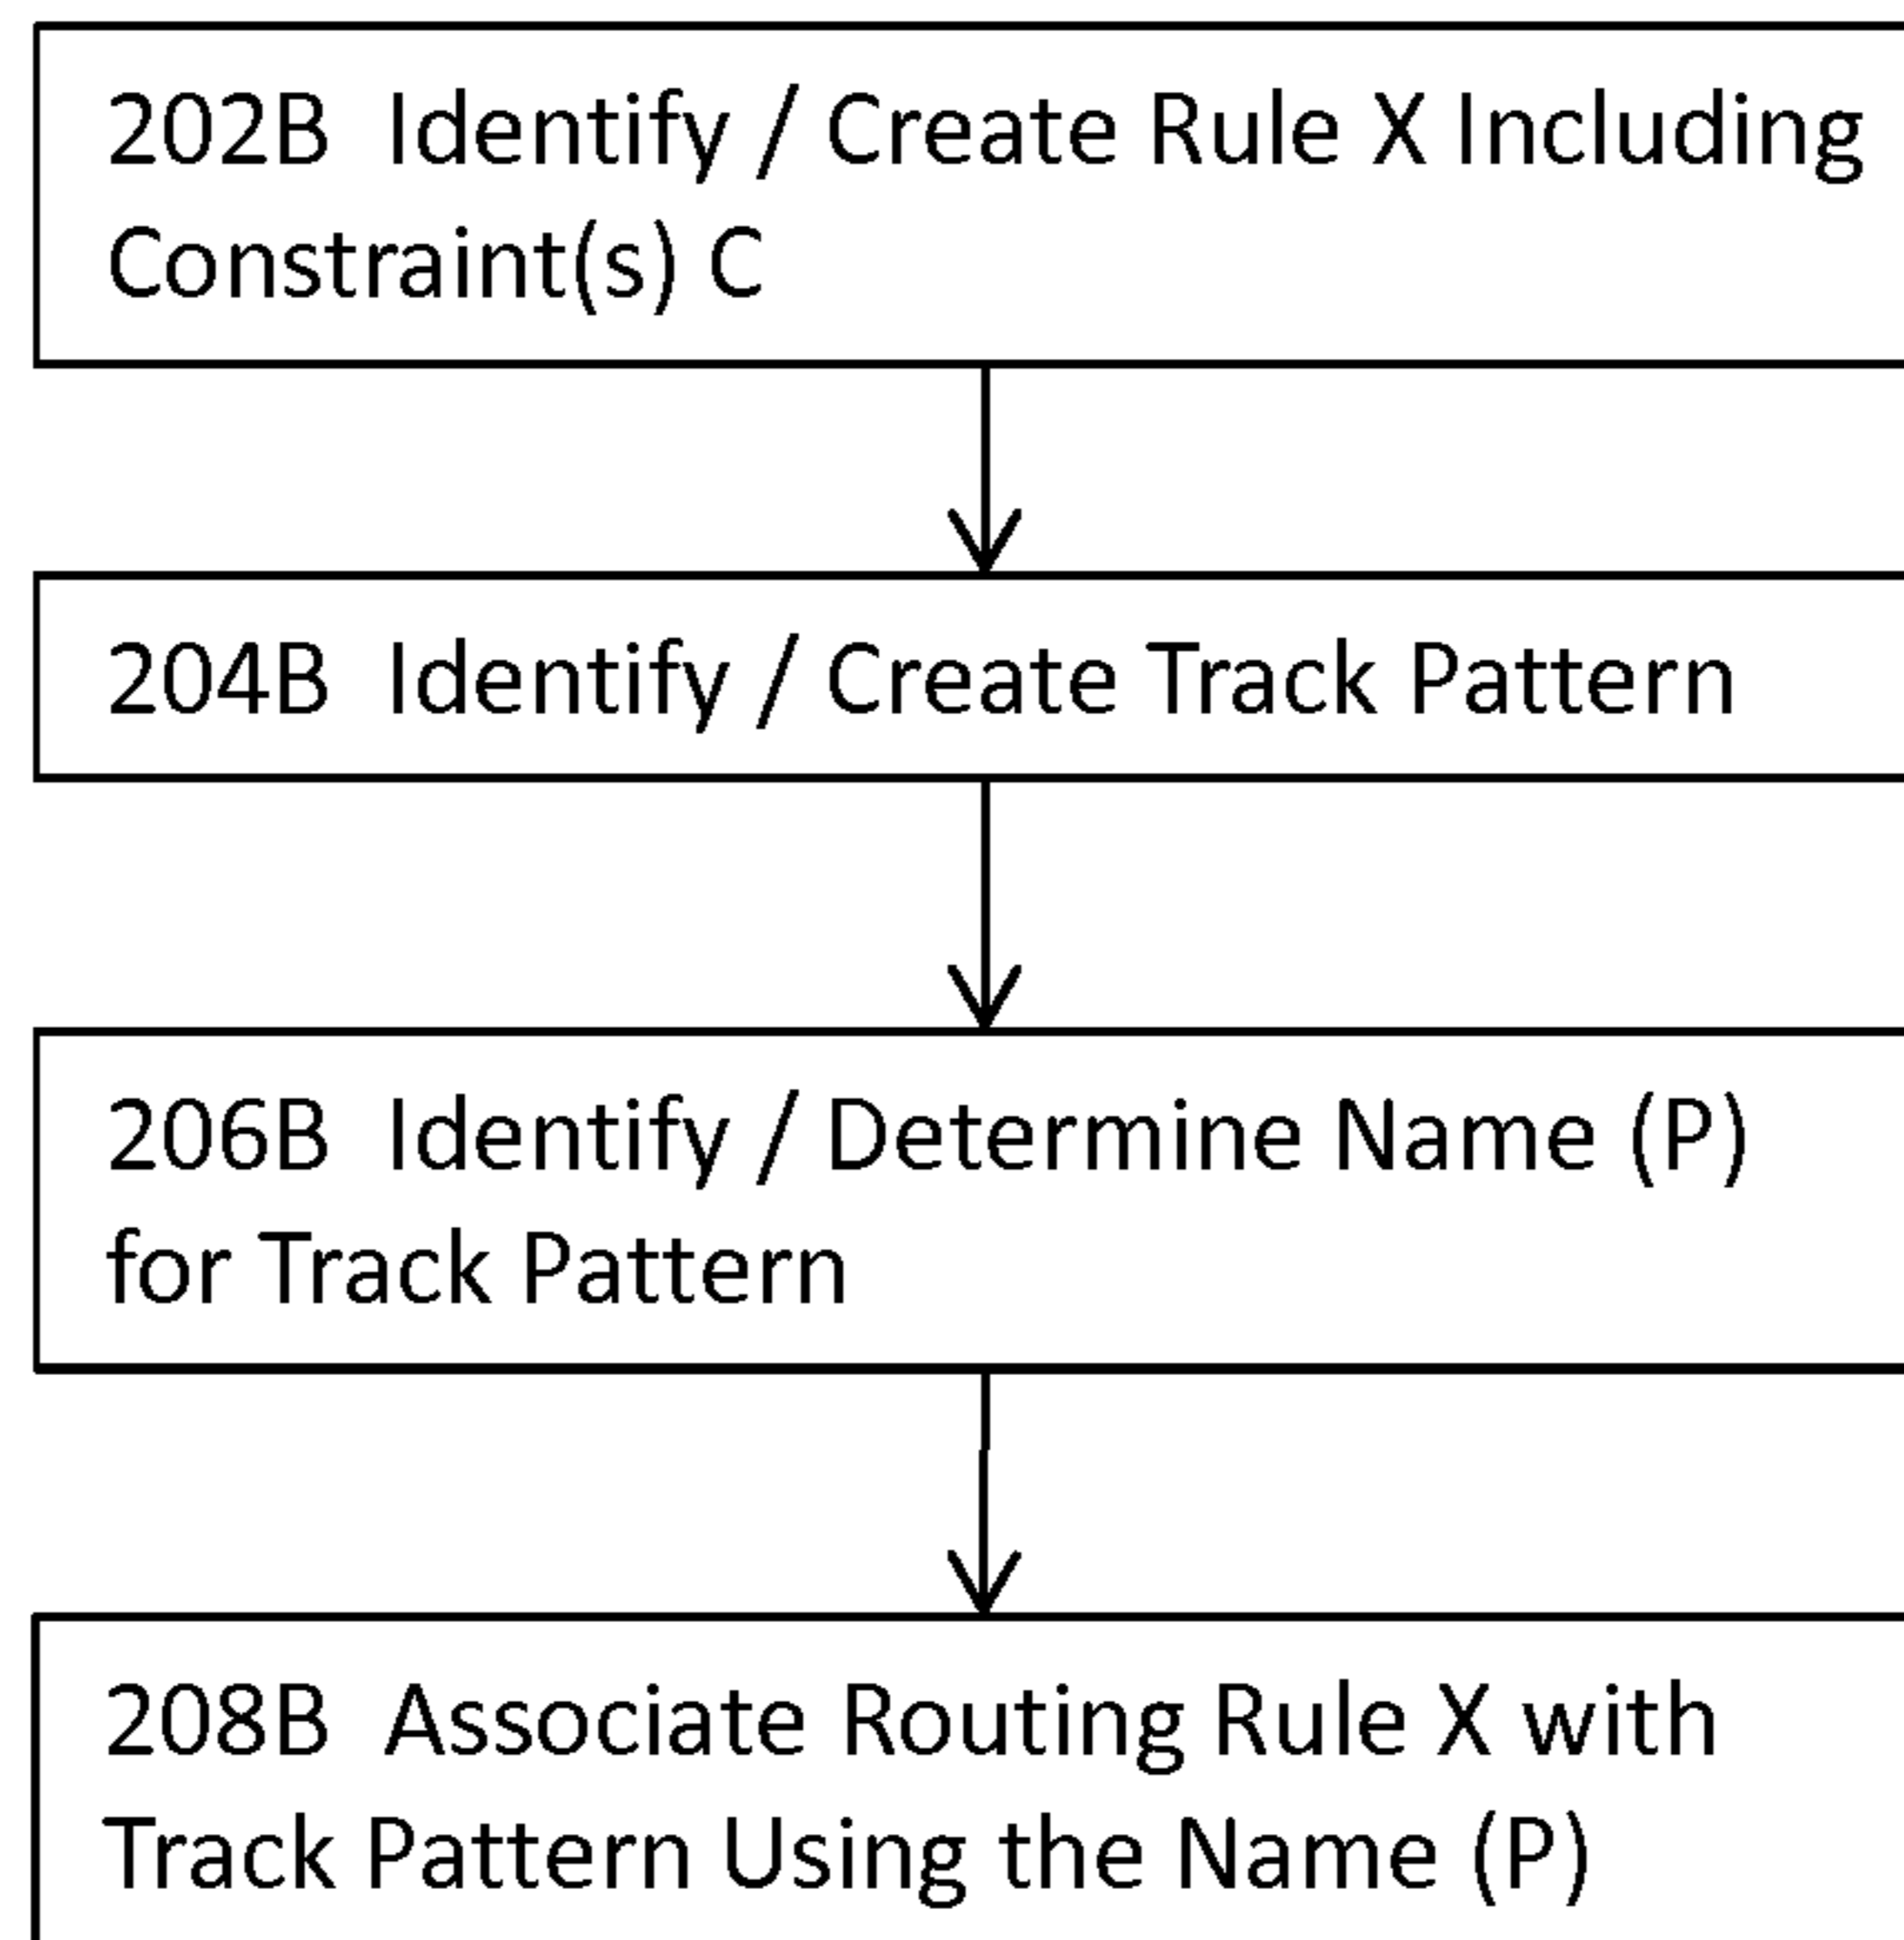 202B Identify / Create Rule X Including
Constraint(s) C
204B Identify / Create Track Pattern
206B Identify / Determine Name (P)
for Track Pattern
208B Associate Routing Rule X with
Track Pattern Using the Name (P)